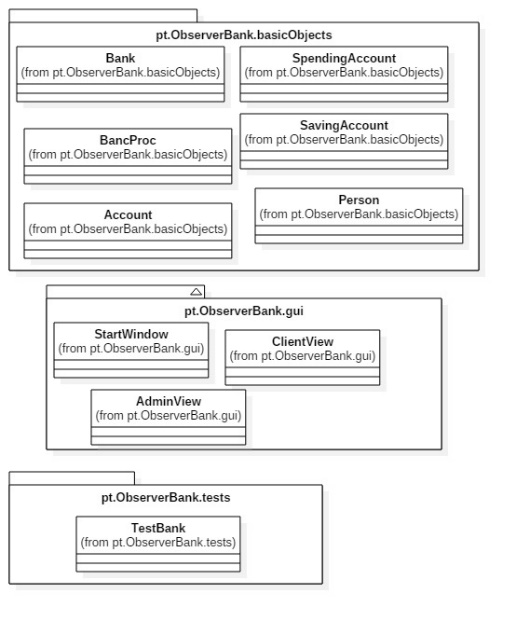 pt.ObserverBank.basicObjects
Bank
(from pt.ObserverBank.basicObjects)
SpendingAccount
(from pt.ObserverBank.basicObjects)
BancProc
(from pt.ObserverBank.basicObjects)
SavingAccount
(from pt.ObserverBank.basicObjects)
Account
(from pt.ObserverBank.basicObjects)
Person
(from pt.ObserverBank.basicObjects)
pt.ObserverBank.gui
StartWindow
(from pt.ObserverBank.gui)
ClientView
(from pt.ObserverBank.gui)
AdminView
(from pt.ObserverBank.gui)
pt.ObserverBank.tests
TestBank
(from pt.ObserverBank.tests)